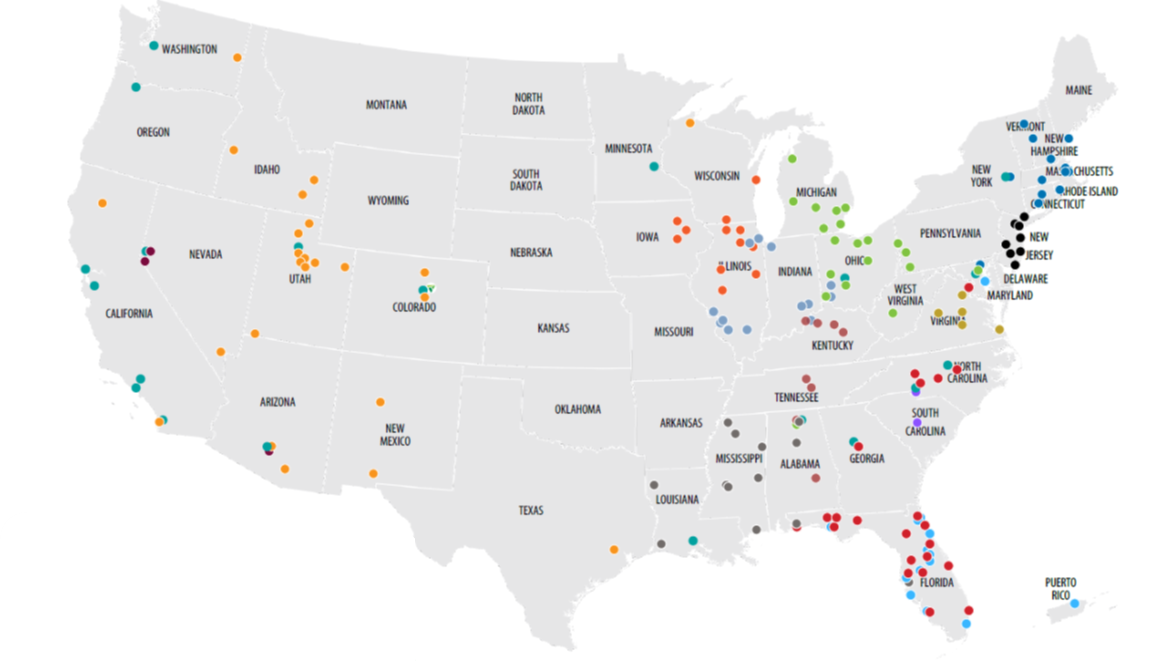 WASHINGTON
MONTANA
NORTH
DAKOTA
MAINE
OREGON
VERMONT
NEW
HAMPSHIRE
MINNESOTA
IDAHO
SOUTH
DAKOTA
WISCONSIN
MICHIGAN
NEW
YORK
MAS CHUSETTS
RHODE ISLAND
CONNECTICUT
WYOMING
IOWA
PENNSYLVANIA
NEW
JERSEY
NEVADA
NEBRASKA
ILINOIS
INDIANA
OHIO
UTAH
DELAWARE
WEST
VIRGINIA
MARYLAND
COLORADO
CALIFORNIA
KANSAS
MISSOURI
VIRGINIA
KENTUCKY
NORTH
CAROLINA
ARIZONA
TENNESSEE
OKLAHOMA
ARKANSAS
SOUTH
CAROLINA
NEW
MEXICO
MISSISSIPPI
ALABAMA
GEORGIA
LOUISIANA
TEXAS
FLORIDA
PUERTO
RICO